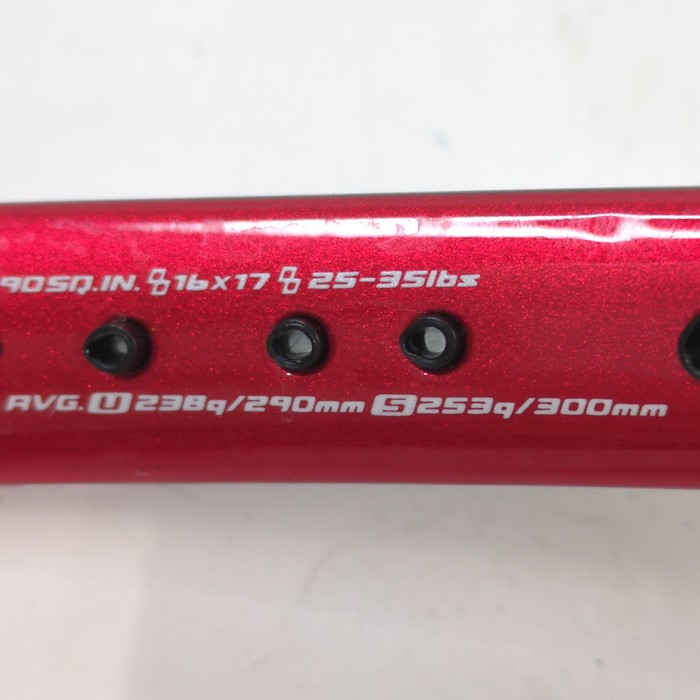 90SQ.IN. 16x17 25-35lbs
AVG. U 238g/290mm S 253g/300mm